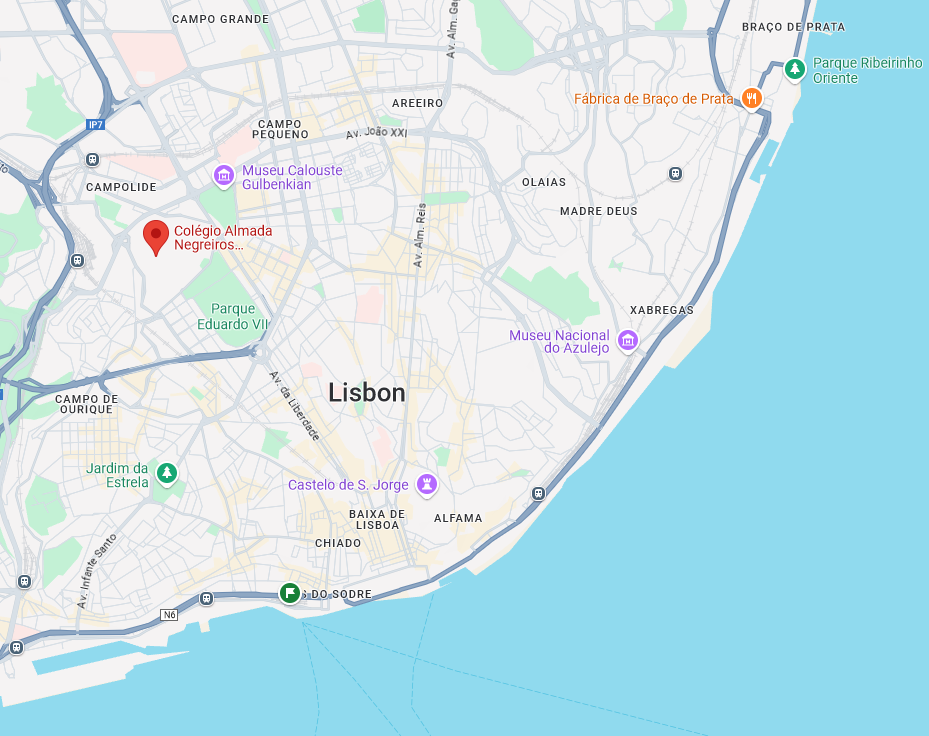 CAMPO GRANDE
Av. Alm. Ga
BRAÇO DE PRATA
Parque Ribeirinho
Oriente
Fábrica de Braço de Prata
AREEIRO
IP7
CAMPO
PEQUENO
Av. João XXI
Museu Calouste
Gulbenkian
CAMPOLIDE
OLAIAS
MADRE DEUS
Av. Alm. Reis
Colégio Almada
Negreiros...
Parque
Eduardo VII
XABREGAS
Museu Nacional
do Azulejo
Av. da Liberdade
Lisbon
CAMPO DE
OURIQUE
Jardim da
Estrela
Castelo de S. Jorge
BAIXA DE
LISBOA
ALFAMA
CHIADO
Av. Infante Santo
S DO SODRE
N6